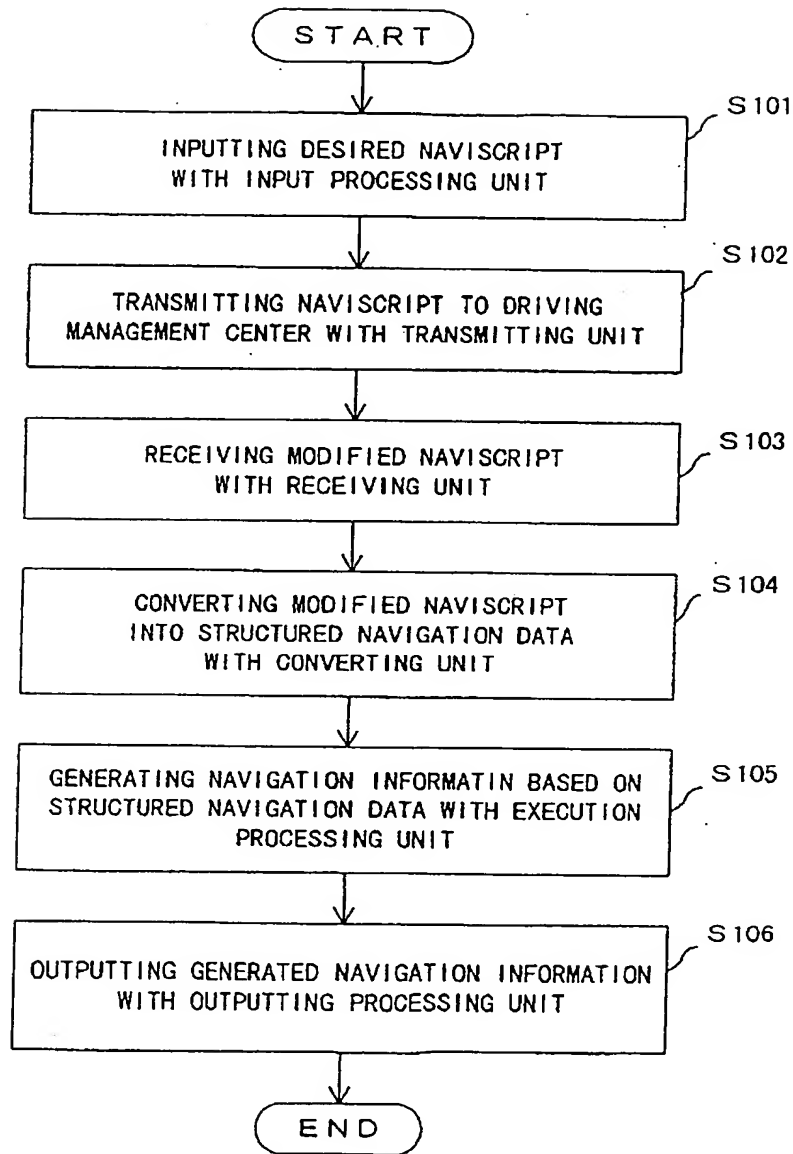 START
S101
INPUTTING DESIRED NAVISCRIPT
WITH INPUT PROCESSING UNIT
S102
TRANSMITTING NAVISCRIPT TO DRIVING
MANAGEMENT CENTER WITH TRANSMITTING UNIT
S103
RECEIVING MODIFIED NAVISCRIPT
WITH RECEIVING UNIT
S104
CONVERTING MODIFIED NAVISCRIPT
INTO STRUCTURED NAVIGATION DATA
WITH CONVERTING UNIT
S105
GENERATING NAVIGATION INFORMATIN BASED ON
STRUCTURED NAVIGATION DATA WITH EXECUTION
PROCESSING UNIT
S106
OUTPUTTING GENERATED NAVIGATION INFORMATION
WITH OUTPUTTING PROCESSING UNIT
END